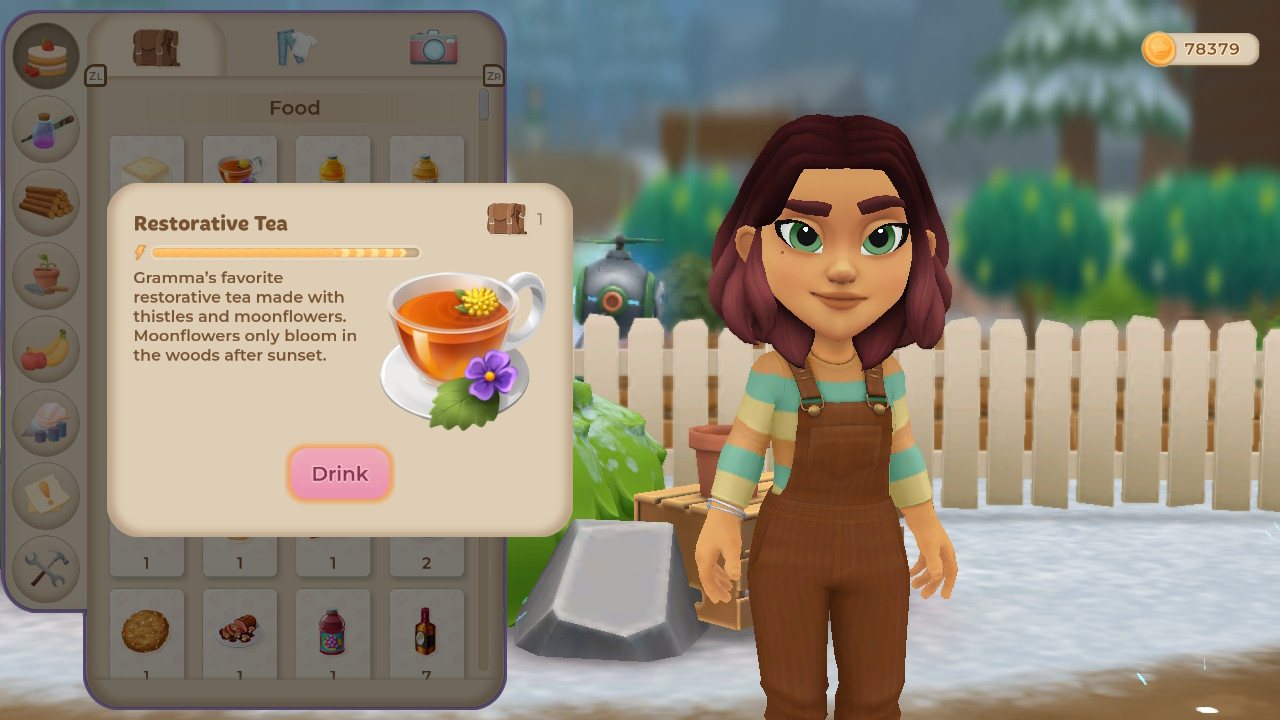 78379
ZL
ZR
Food
Restorative Tea
1
Gramma's favorite
restorative tea made with
thistles and moonflowers.
Moonflowers only bloom in
the woods after sunset.
Drink
1 1 1 2
1 1 1 7